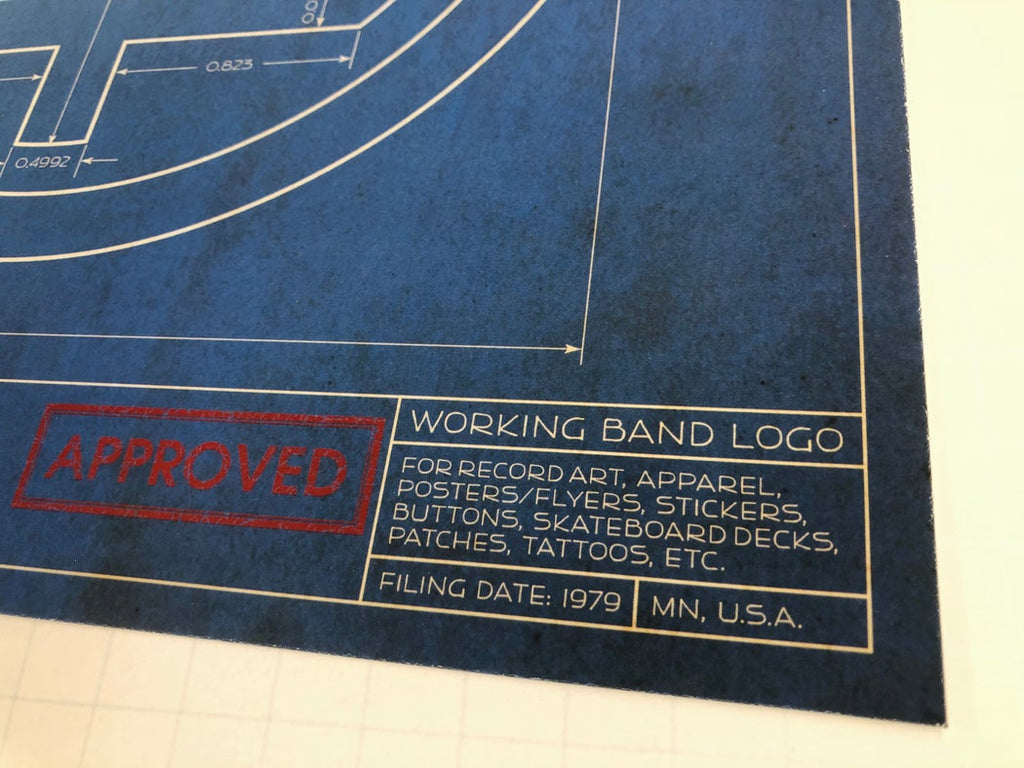 0.823
0.4992
APPROVED
WORKING BAND LOGO
FOR RECORD ART, APPAREL,
POSTERS/FLYERS, STICKERS,
BUTTONS, SKATEBOARD DECKS,
PATCHES, TATTOOS, ETC.
FILING DATE: 1979
MN, U.S.A.